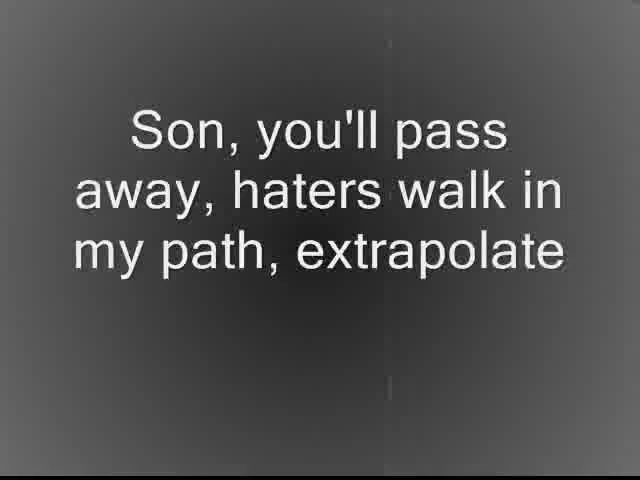 Son, you'll pass
away, haters walk in
my path, extrapolate